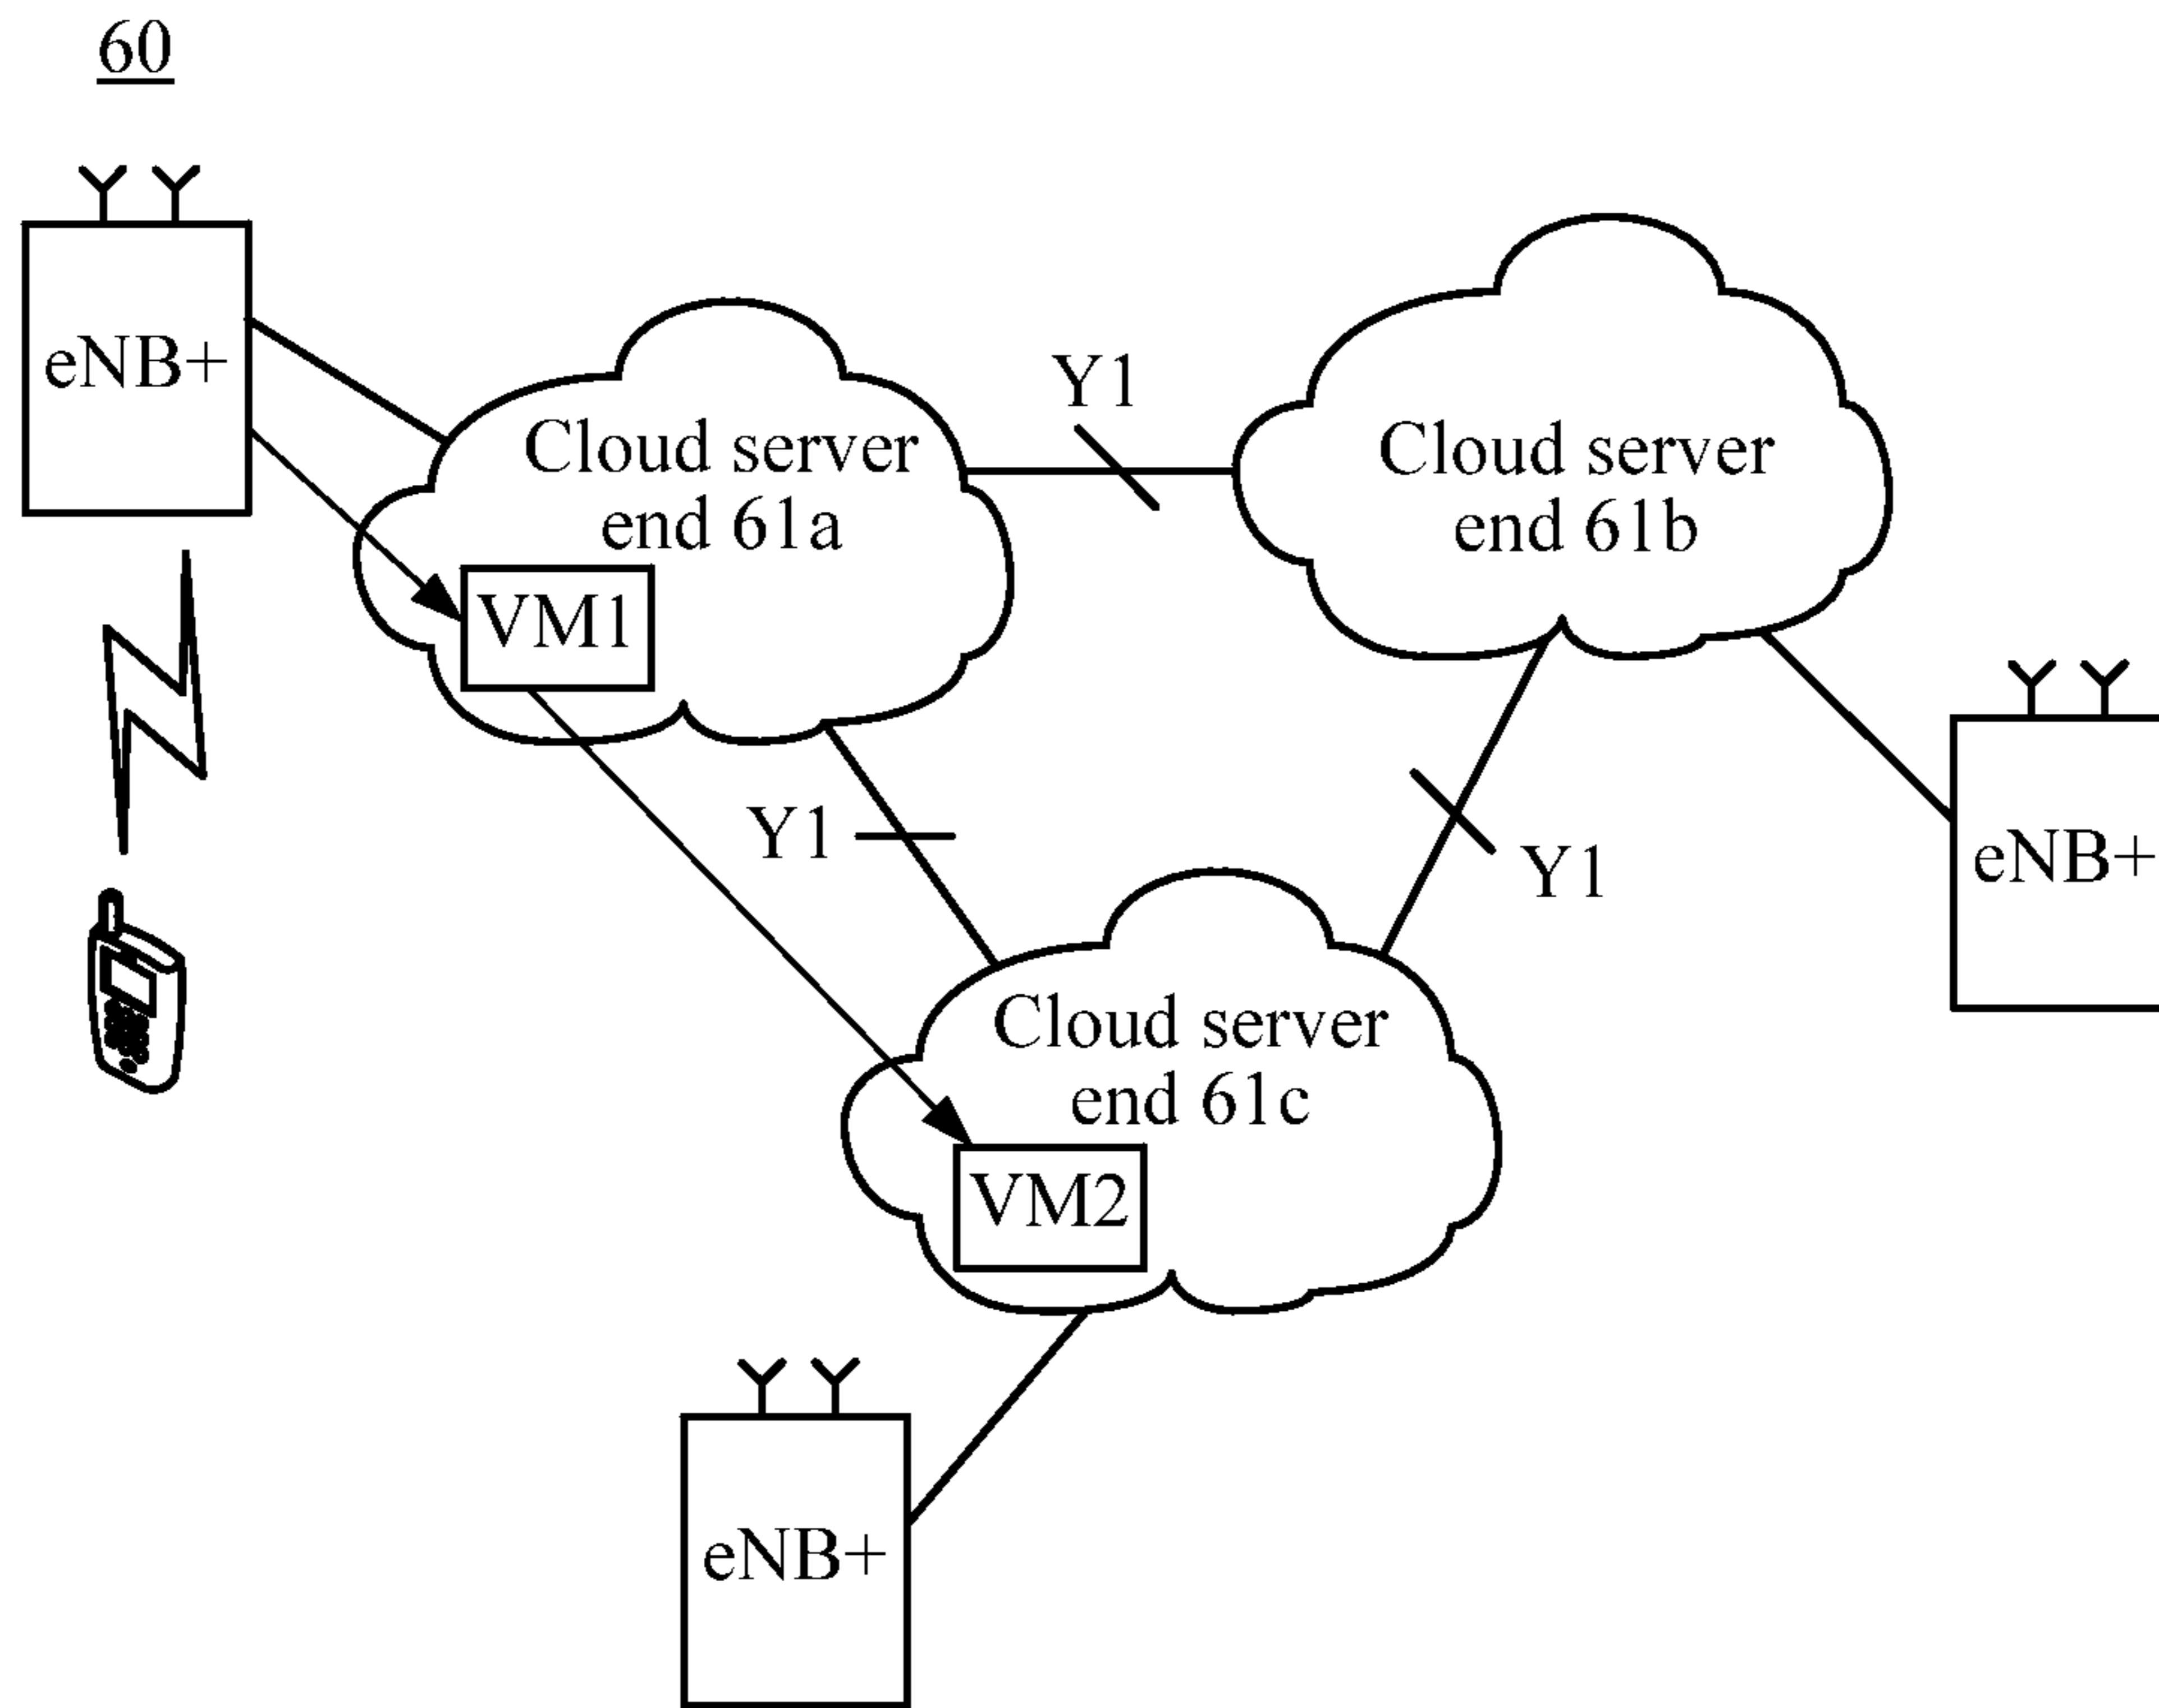 60
eNB+
Y1
Cloud server
end 61a
Cloud server
end 61b
VM1
Y1
Y1
eNB+
Cloud server
end 61c
VM2
eNB+